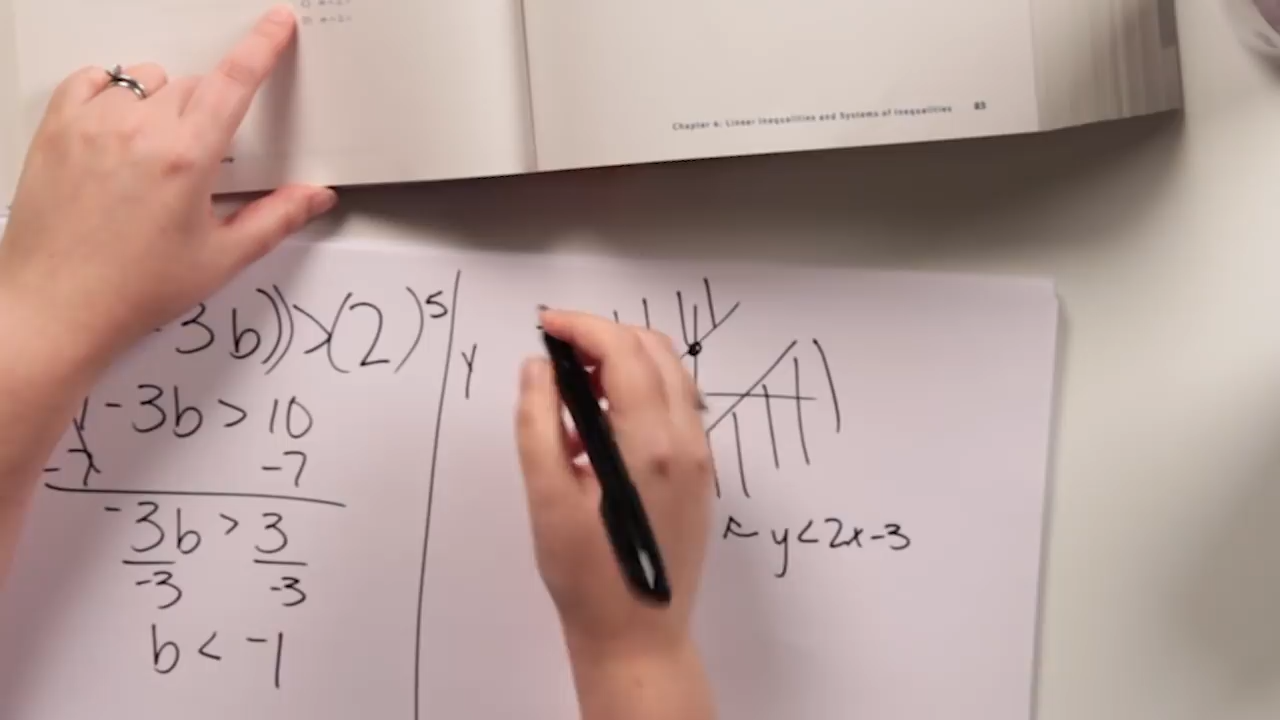 Chapter 6: Linear Inequalities and Systems of Inequalities 83
3b))>(2)5
-3b > 10
-7 -7
-3b > 3
-3 -3
b < -1
y
y<2x-3